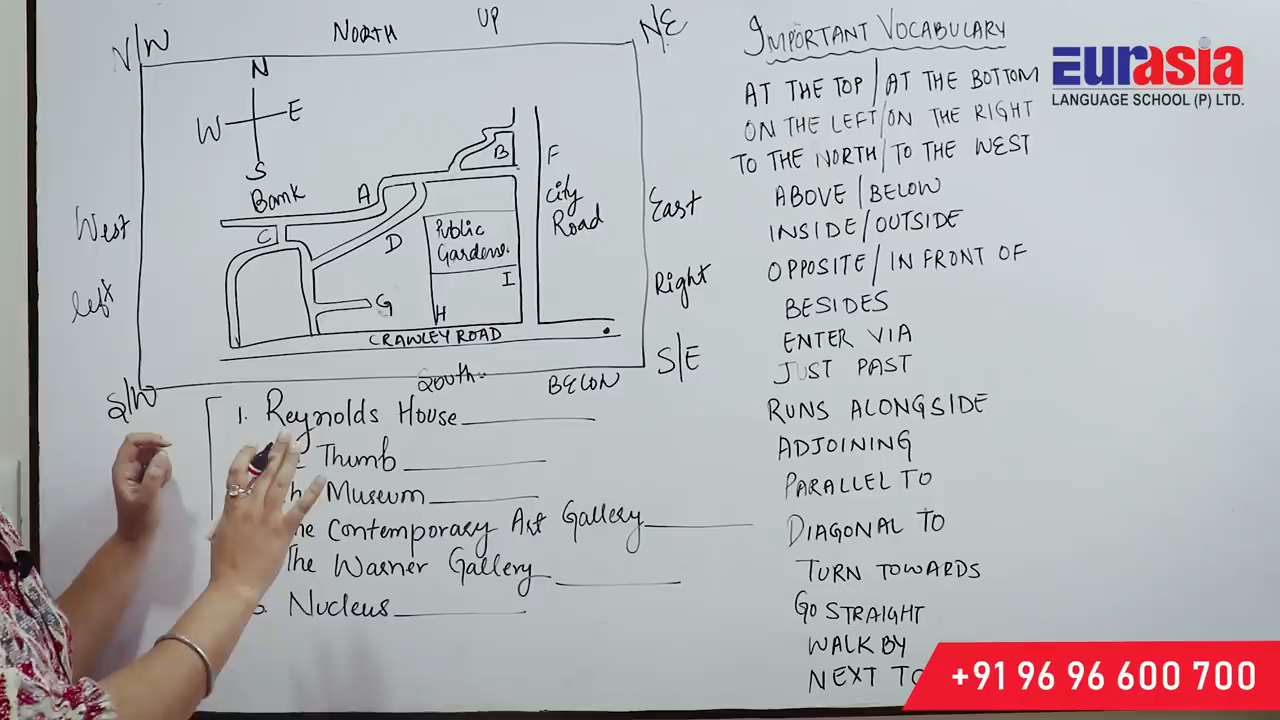 N/W
NORTH
UP
N/E
N
W
E
S
Bank
A
B
C
D
F
City
Road
Public
Gardens.
I
G
H
CRAWLEY ROAD
West
left
East
Right
S/W
South
S/E
1. Reynolds House
Thumb
Museum
Contemporary Art Gallery
The Warner Gallery
Nucleus
IMPORTANT VOCABULARY
AT THE TOP/AT THE BOTTOM
ON THE LEFT/ON THE RIGHT
TO THE NORTH/TO THE WEST
ABOVE/BELOW
INSIDE/OUTSIDE
OPPOSITE/IN FRONT OF
BESIDES
ENTER VIA
JUST PAST
RUNS ALONGSIDE
ADJOINING
PARALLEL TO
DIAGONAL TO
TURN TOWARDS
GO STRAIGHT
WALK BY
NEXT TO
Eurasia
LANGUAGE SCHOOL (P) LTD.
+91 96 96 600 700